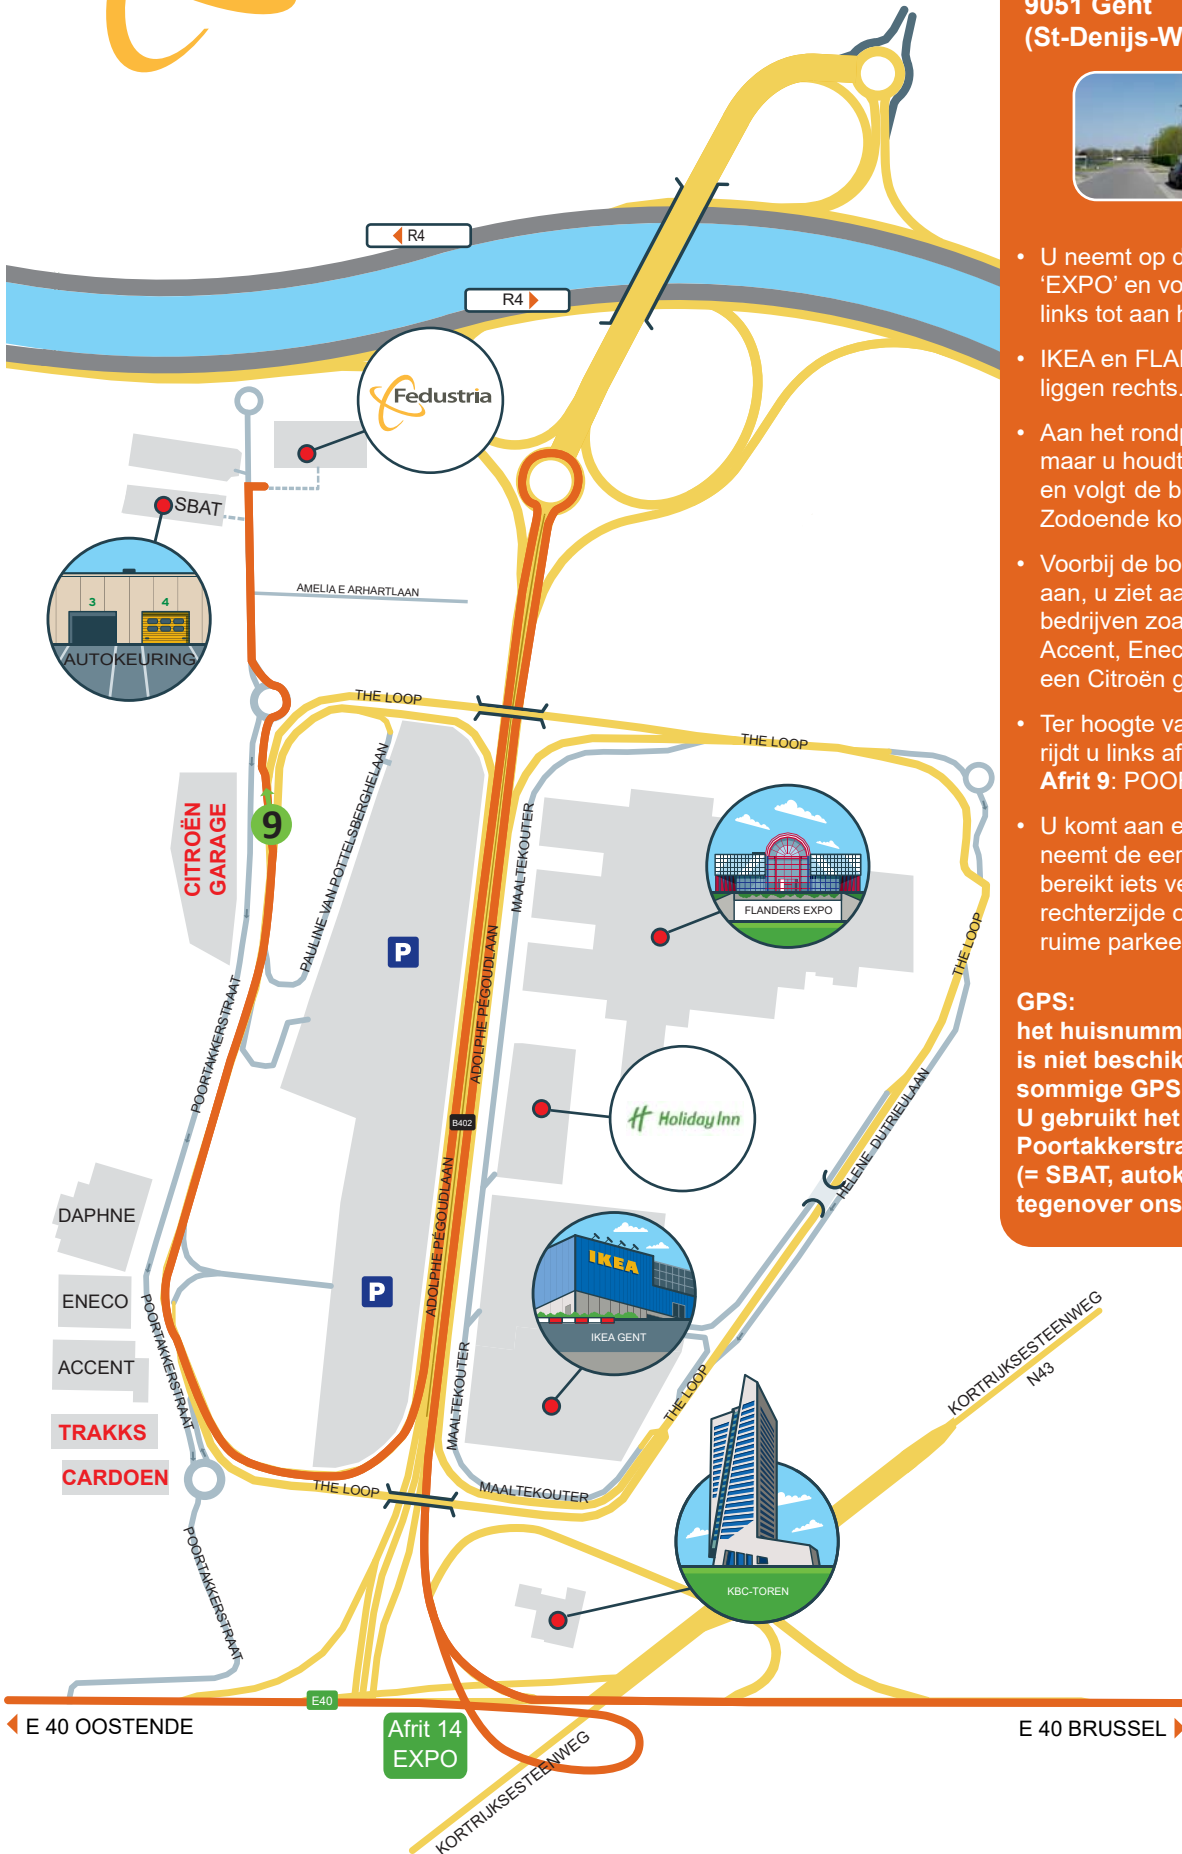 9051 Gent
(St-Denijs-W
• U neemt op d
‘EXPO’ en vo
links tot aan h
• IKEA en FLA
liggen rechts.
• Aan het rond
maar u houdt
en volgt de b
Zodoende ko
• Voorbij de bo
aan, u ziet aa
bedrijven zoa
Accent, Enec
een Citroën g
• Ter hoogte va
rijdt u links af
Afrit 9: POO
• U komt aan e
neemt de eer
bereikt iets ve
rechterzijde o
ruime parkee
GPS:
het huisnumm
is niet beschik
sommige GPS
U gebruikt het
Poortakkerstra
(= SBAT, autok
tegenover ons
R4
R4
Fedustria
SBAT
3 4
AUTOKEURING
AMELIA E ARHARTLAAN
THE LOOP
THE LOOP
CITROËN
GARAGE
9
PAULINE VAN POTTELSBERGHELAAN
MAALTEKOUTER
FLANDERS EXPO
P
ADOLPHE PÉGOUDLAAN
THE LOOP
POORTAKKERSTRAAT
Holiday Inn
B402
HELENE DUTRIEULAAN
ADOLPHE PÉGOUDLAAN
DAPHNE
ENECO
ACCENT
TRAKKS
CARDOEN
POORTAKKERSTRAAT
P
IKEA
IKEA GENT
MAALTEKOUTER
THE LOOP
KORTRIJKSESTEENWEG
N43
THE LOOP
MAALTEKOUTER
POORTAKKERSTRAAT
KBC-TOREN
E40
E 40 OOSTENDE
Afrit 14
EXPO
KORTRIJKSESTEENWEG
E 40 BRUSSEL